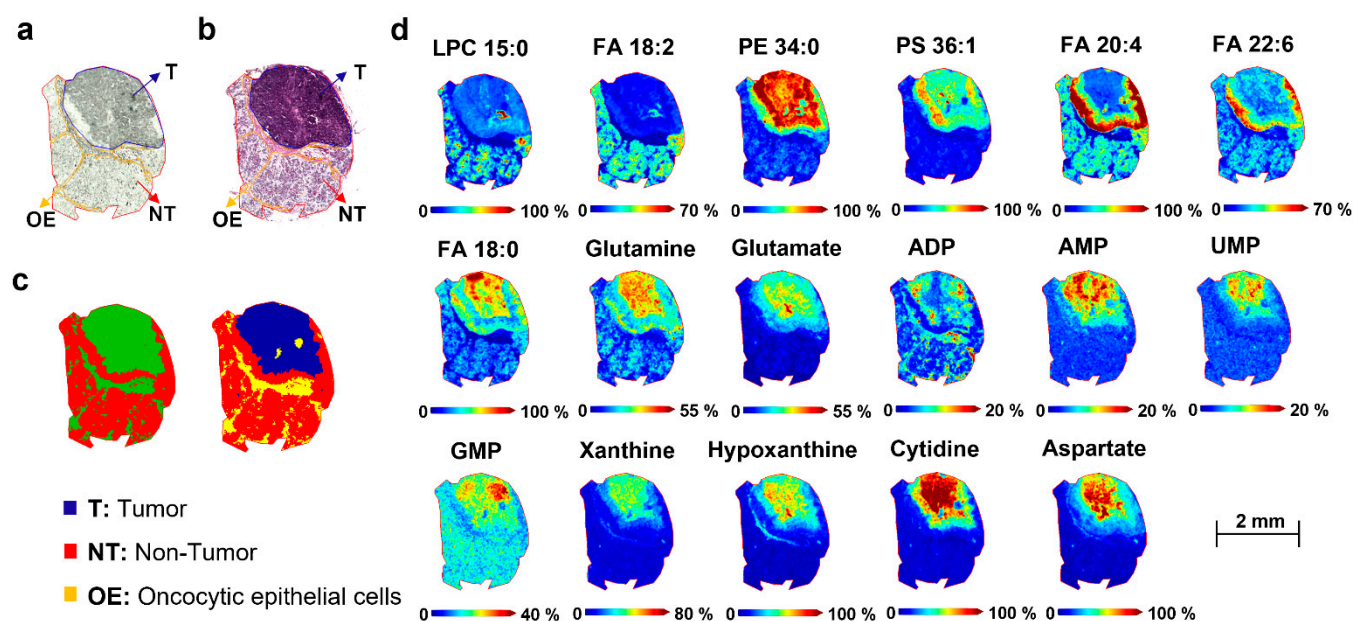 a
b
d
T
T
OE
NT
OE
NT
c
T: Tumor
NT: Non-Tumor
OE: Oncocytic epithelial cells
LPC 15:0 FA 18:2 PE 34:0 PS 36:1 FA 20:4 FA 22:6
0 100 % 0 70 % 0 100 % 0 100 % 0 100 % 0 70 %
FA 18:0 Glutamine Glutamate ADP AMP UMP
0 100 % 0 55 % 0 55 % 0 20 % 0 20 % 0 20 %
GMP Xanthine Hypoxanthine Cytidine Aspartate
2 mm
0 40 % 0 80 % 0 100 % 0 100 % 0 100 %